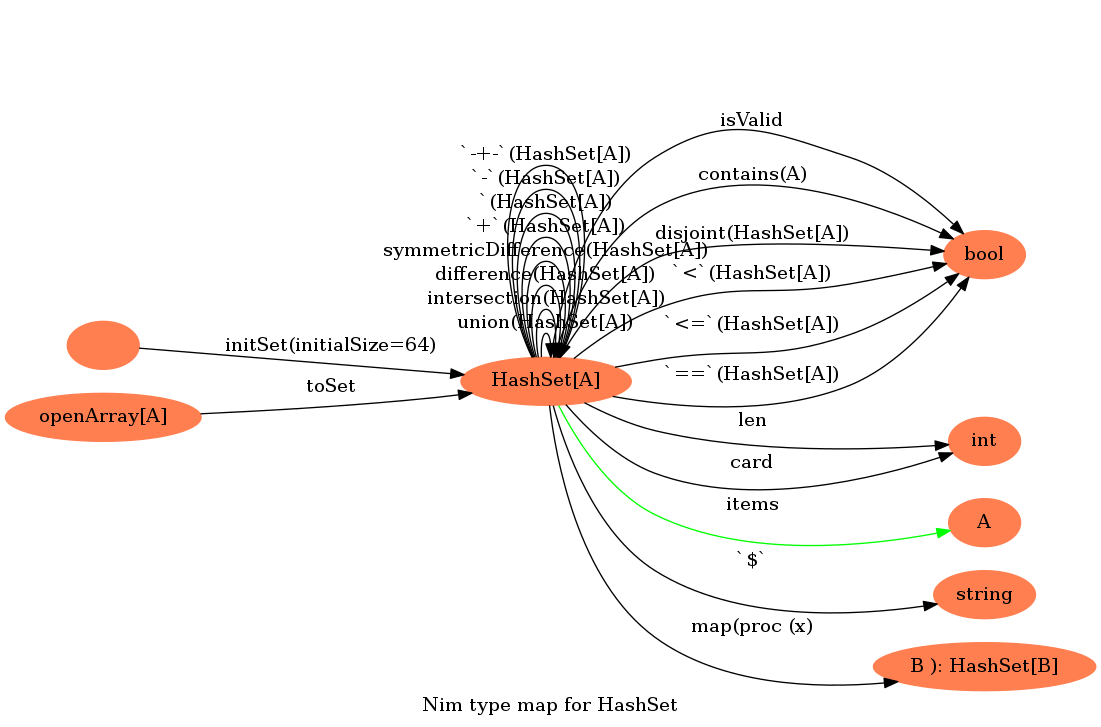 isValid
`-+-`(HashSet[A])
contains(A)
`-`(HashSet[A])
`(HashSet[A])
`+`(HashSet[A])
disjoint(HashSet[A])
symmetricDifference(HashSet[A])
bool
difference(HashSet[A])
`<`(HashSet[A])
intersection(HashSet[A])
union(HashSet[A])
`<=`(HashSet[A])
initSet(initialSize=64)
`==`(HashSet[A])
HashSet[A]
toSet
openArray[A]
len
int
card
items
A
`$`
string
map(proc (x)
B ): HashSet[B]
Nim type map for HashSet